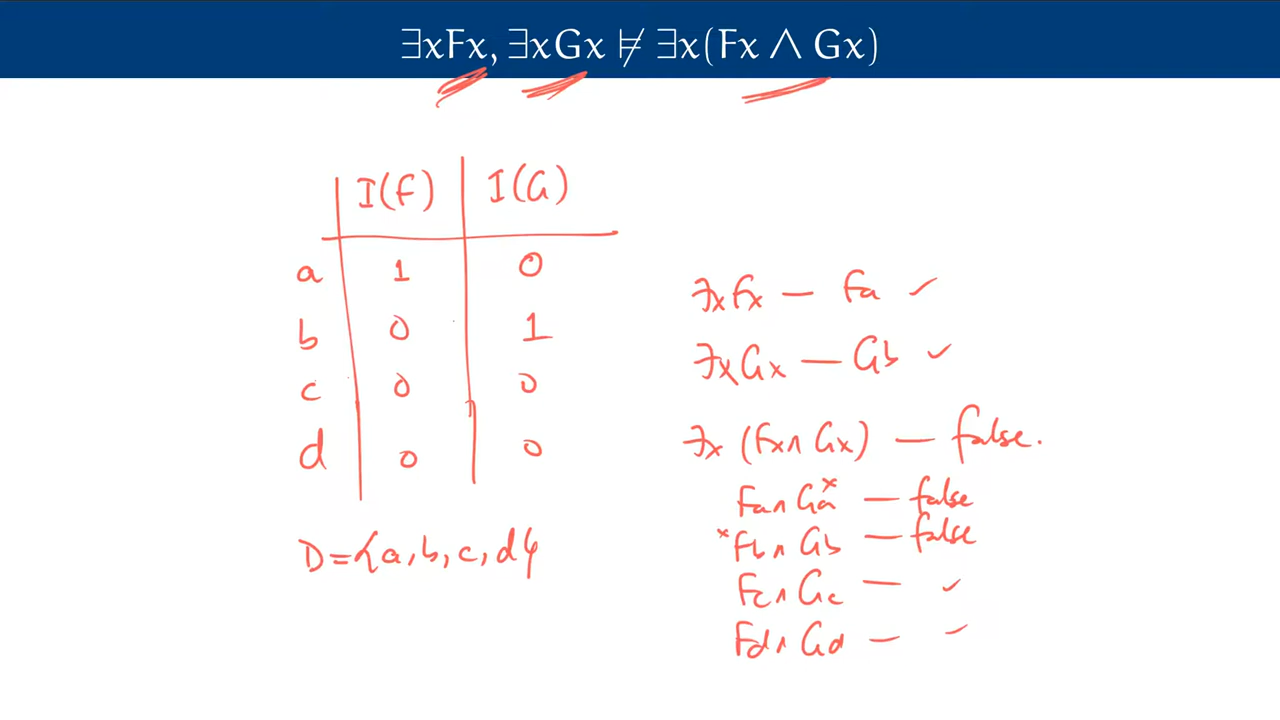 ∃xFx, ∃xGx ⊭ ∃x(Fx ∧ Gx)
I(F) I(G)
a 1 0
b 0 1
c 0 0
d 0 0
D={a,b,c,d}
∃xFx — Fa ✓
∃xGx — Gb ✓
∃x (Fx∧Gx) — false.
Fa∧Ga × — false
× Fb∧Gb — false
Fc∧Gc — ✓
Fd∧Gd — ✓